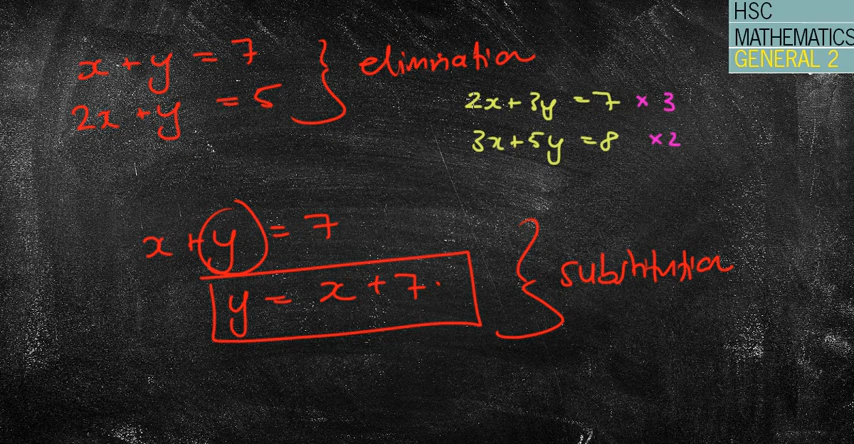 HSC
MATHEMATICS
GENERAL 2
x + y = 7
2x + y = 5
elimination
2x + 3y = 7 × 3
3x + 5y = 8 × 2
x + y = 7
y = x + 7.
substitution